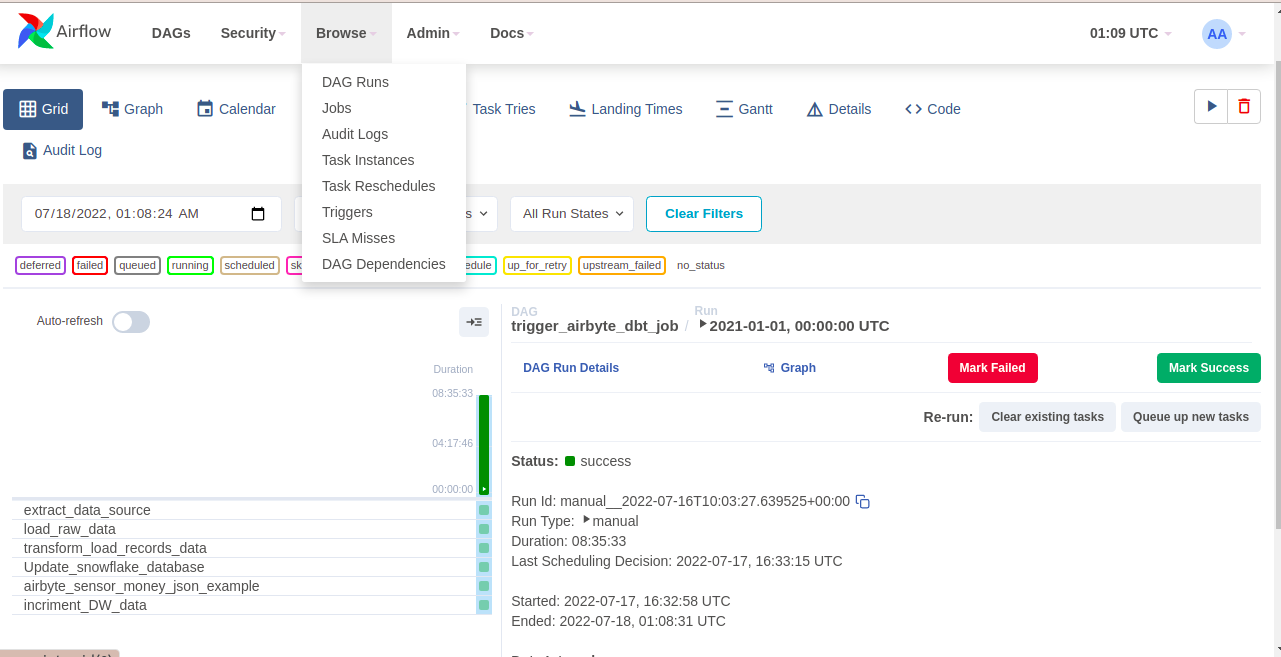 Airflow DAGs Security Browse Admin Docs 01:09 UTC AA
DAG Runs
Jobs
Audit Logs
Task Instances
Task Reschedules
Triggers
SLA Misses
DAG Dependencies
Grid Graph Calendar Task Tries Landing Times Gantt Details Code
Audit Log
07/18/2022, 01:08:24 AM s All Run States Clear Filters
deferred failed queued running scheduled sk edule up_for_retry upstream_failed no_status
Auto-refresh
Duration
08:35:33
04:17:46
00:00:00
extract_data_source
load_raw_data
transform_load_records_data
Update_snowflake_database
airbyte_sensor_money_json_example
incriment_DW_data
DAG Run
trigger_airbyte_dbt_job / 2021-01-01, 00:00:00 UTC
DAG Run Details Graph Mark Failed Mark Success
Re-run: Clear existing tasks Queue up new tasks
Status: success
Run Id: manual__2022-07-16T10:03:27.639525+00:00
Run Type: manual
Duration: 08:35:33
Last Scheduling Decision: 2022-07-17, 16:33:15 UTC
Started: 2022-07-17, 16:32:58 UTC
Ended: 2022-07-18, 01:08:31 UTC